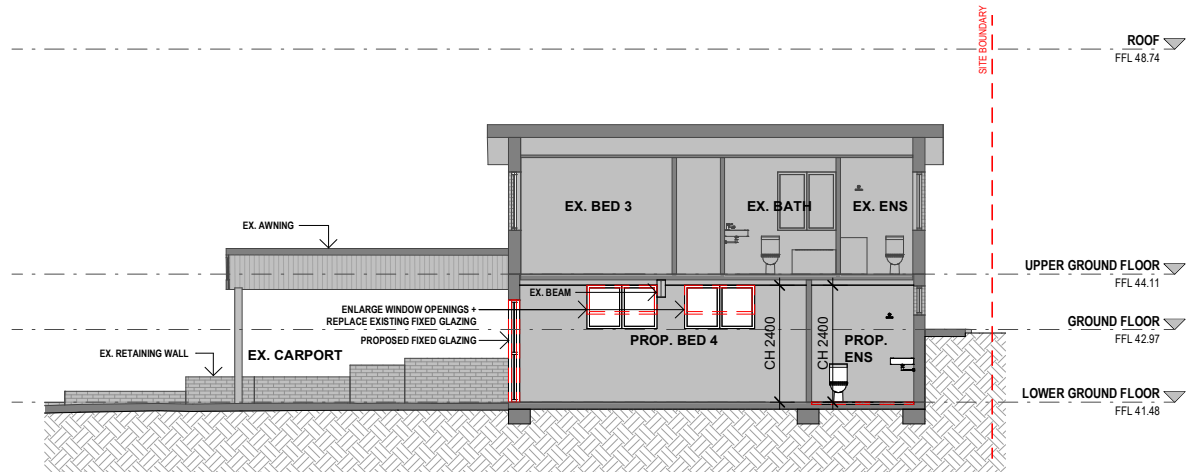 SITE BOUNDARY
ROOF
FFL 48.74
EX. BED 3
EX. BATH
EX. ENS
EX. AWNING
UPPER GROUND FLOOR
FFL 44.11
EX. BEAM
ENLARGE WINDOW OPENINGS +
REPLACE EXISTING FIXED GLAZING
PROPOSED FIXED GLAZING
GROUND FLOOR
FFL 42.97
EX. RETAINING WALL
EX. CARPORT
PROP. BED 4
CH 2400
CH 2400
PROP.
ENS
LOWER GROUND FLOOR
FFL 41.48